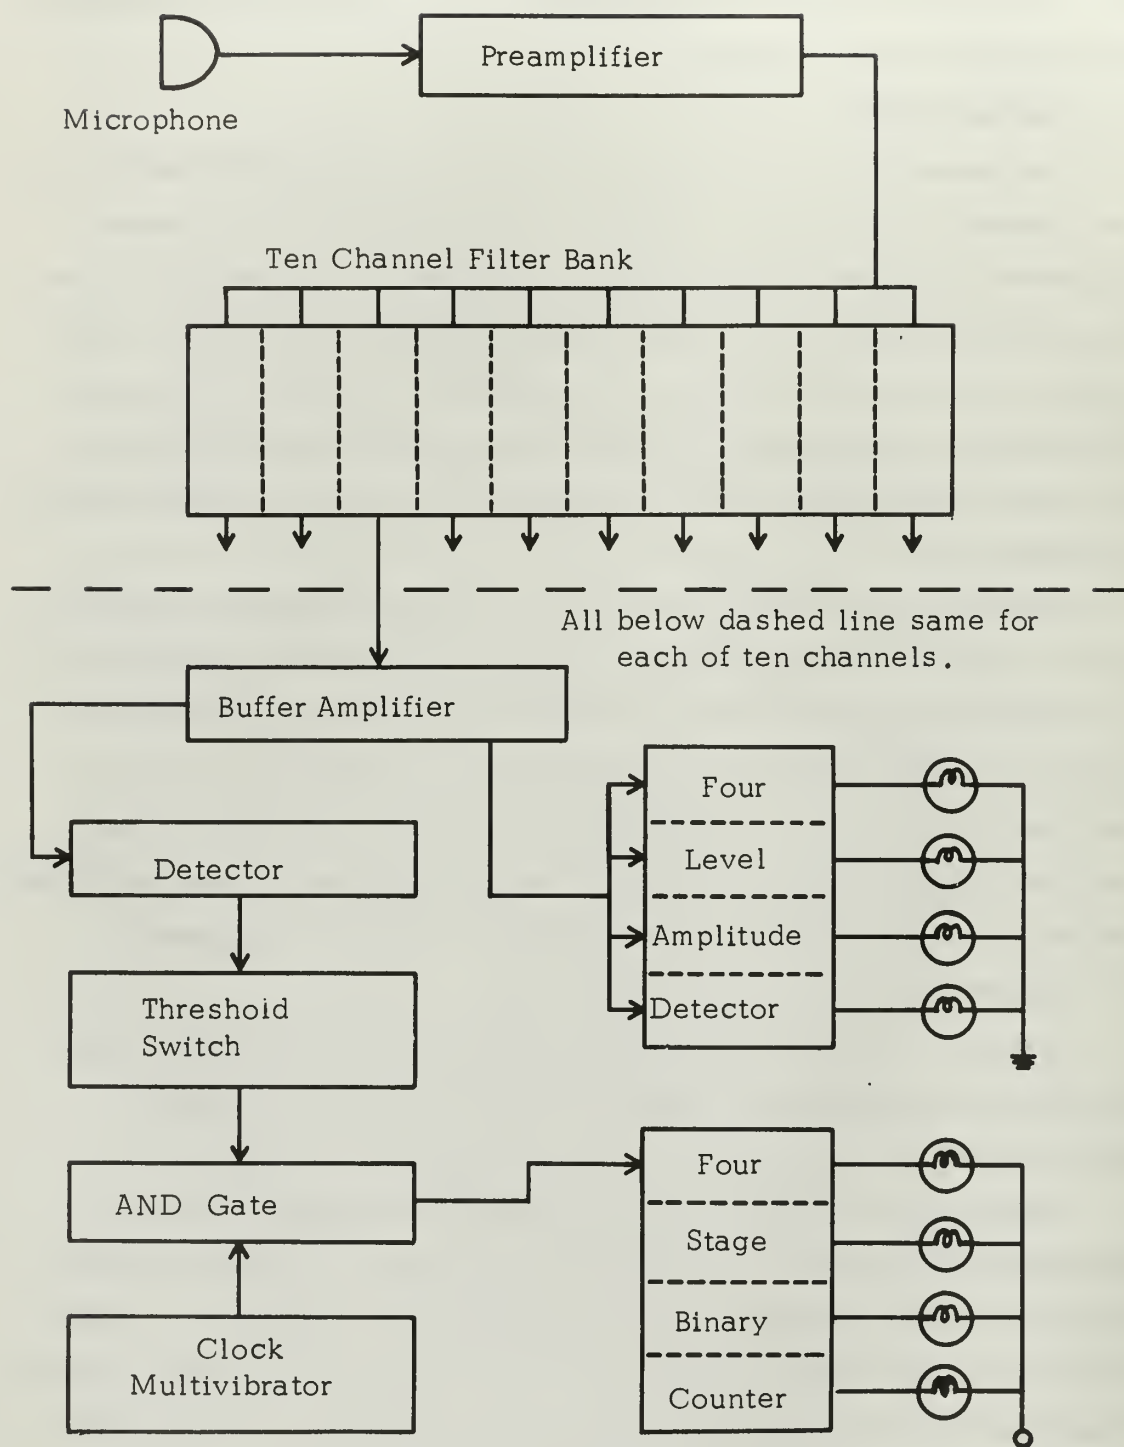 Preamplifier
Microphone
Ten Channel Filter Bank
All below dashed line same for
each of ten channels.
Buffer Amplifier
Four
Level
Amplitude
Detector
Detector
Threshoid
Switch
AND Gate
Clock
Multivibrator
Four
Stage
Binary
Counter